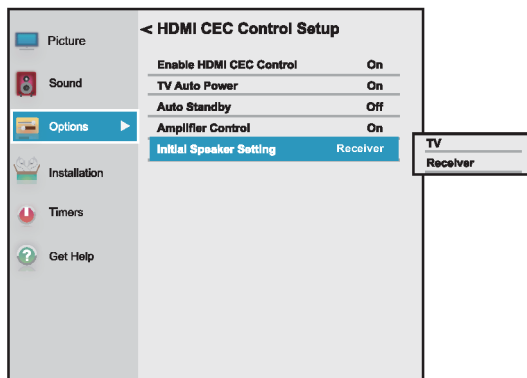 < HDMI CEC Control Setup
Picture
Sound
Options
Installation
Timers
Get Help
Enable HDMI CEC Control On
TV Auto Power On
Auto Standby Off
Amplifier Control On
Initial Speaker Setting Receiver
TV
Receiver